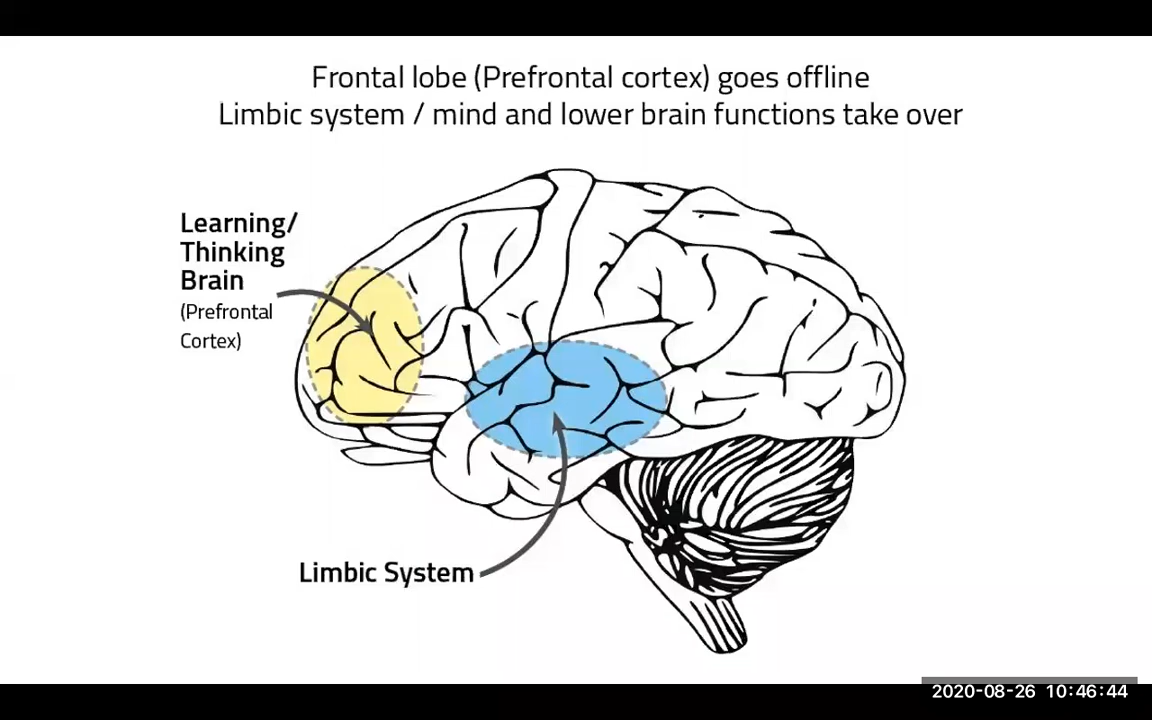 Frontal lobe (Prefrontal cortex) goes offline
Limbic system / mind and lower brain functions take over
Learning/
Thinking
Brain
(Prefrontal
Cortex)
Limbic System
2020-08-26 10:46:44